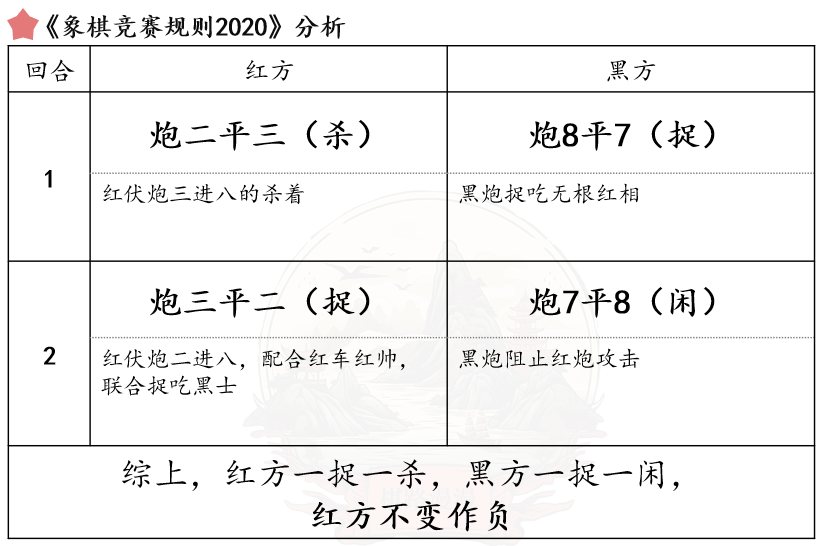 《象棋竞赛规则2020》分析
回合
红方
黑方
1
炮二平三（杀）
炮8平7（捉）
红伏炮三进八的杀着
黑炮捉吃无根红相
2
炮三平二（捉）
炮7平8（闲）
红伏炮二进八，配合红车红帅，
联合捉吃黑士
黑炮阻止红炮攻击
综上，红方一捉一杀，黑方一捉一闲，
红方不变作负